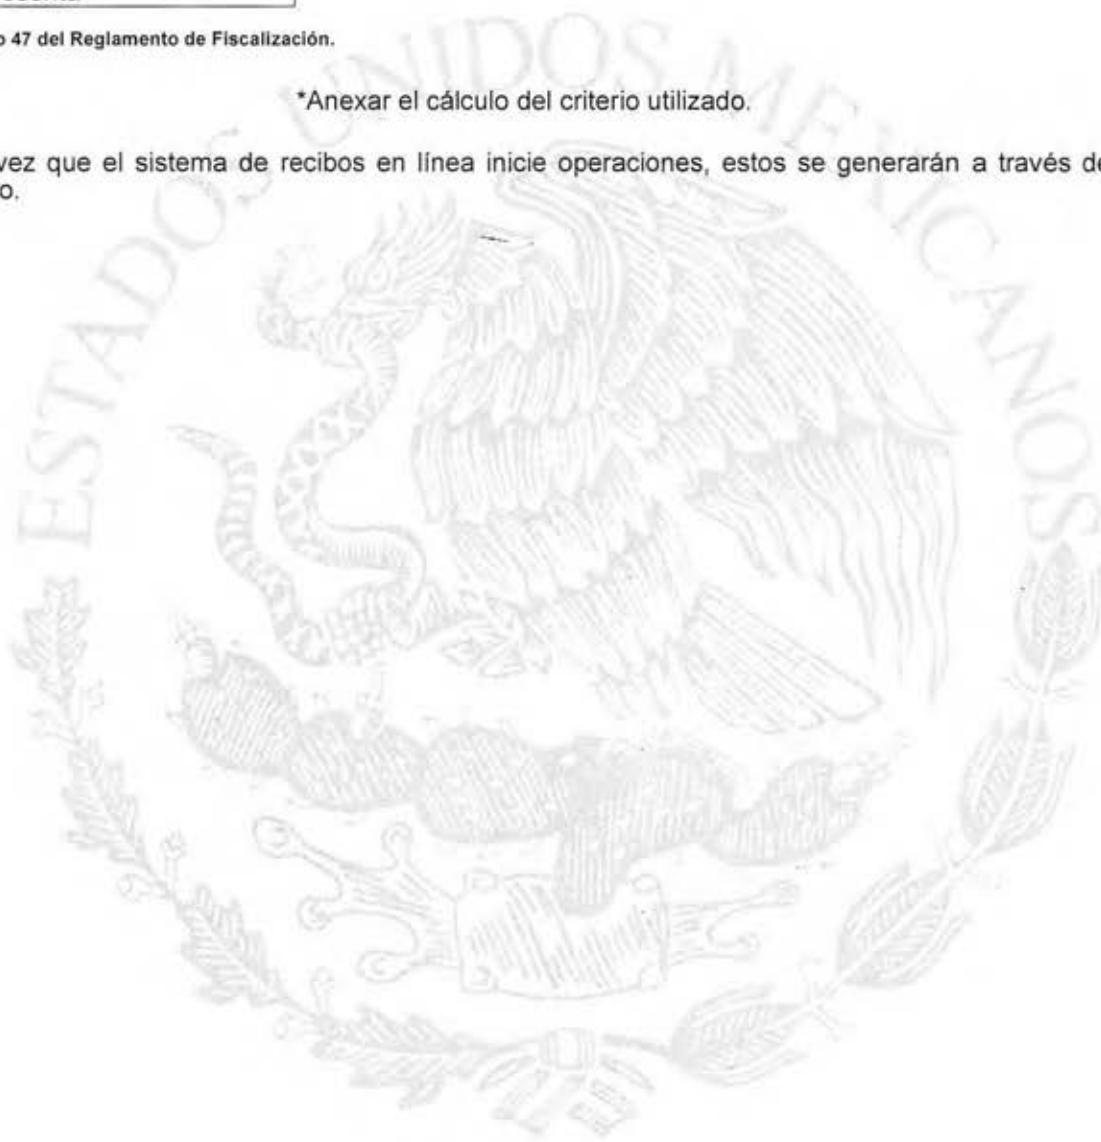 o 47 del Reglamento de Fiscalización.
*Anexar el cálculo del criterio utilizado.
vez que el sistema de recibos en línea inicie operaciones, estos se generarán a través de
o.
ESTADOS UNIDOS MEXICANOS